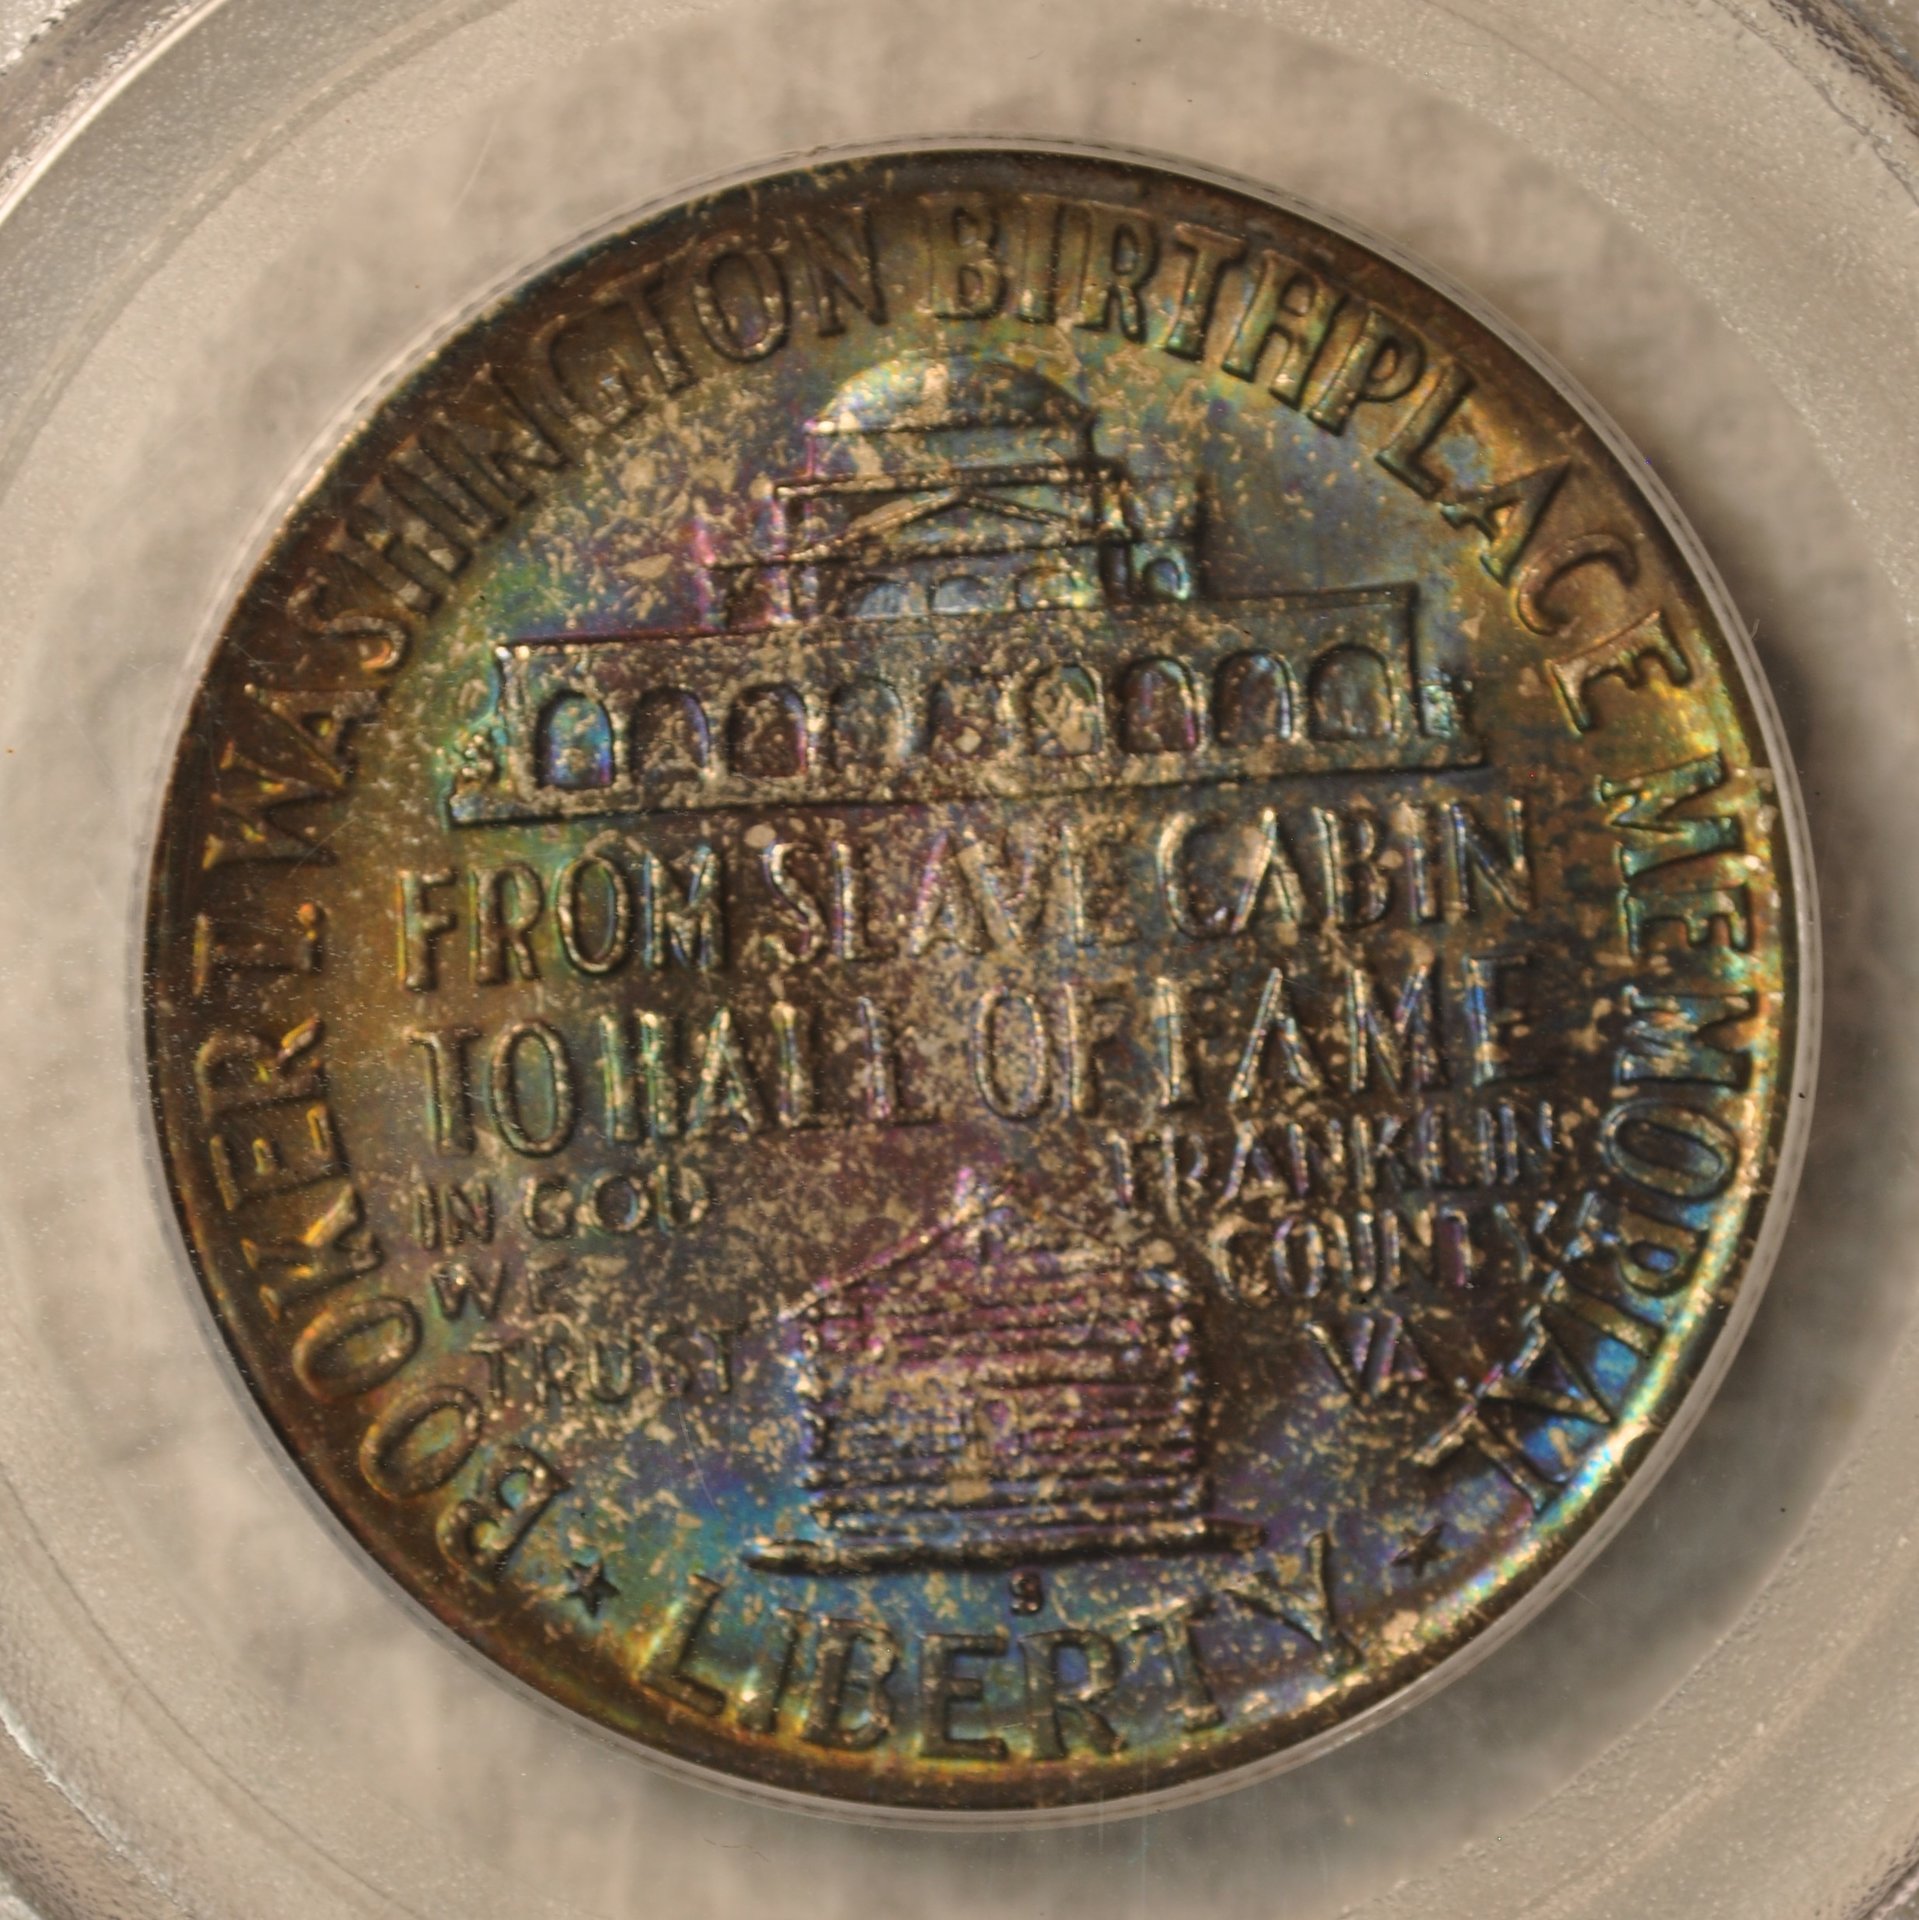 BOOKER T. WASHINGTON BIRTHPLACE MEMORIAL
FROM SLAVE CABIN
TO HALL OF FAME
IN GOD
WE
TRUST
FRANKLIN
COUNTY
VA
S
LIBERTY